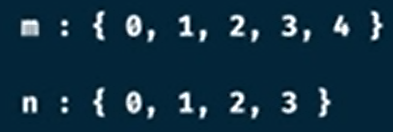 m : { 0, 1, 2, 3, 4 }
n : { 0, 1, 2, 3 }